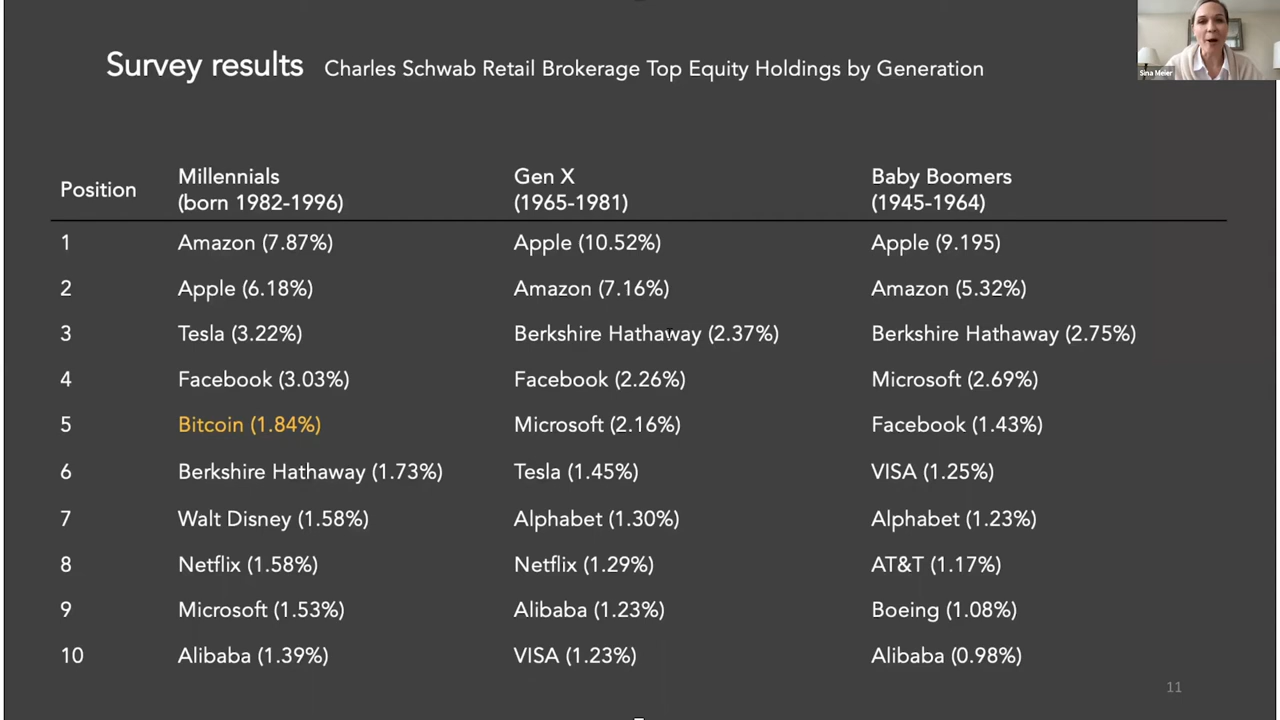 Survey results Charles Schwab Retail Brokerage Top Equity Holdings by Generation
Sina Meier
Position Millennials (born 1982-1996) Gen X (1965-1981) Baby Boomers (1945-1964)
1 Amazon (7.87%) Apple (10.52%) Apple (9.195)
2 Apple (6.18%) Amazon (7.16%) Amazon (5.32%)
3 Tesla (3.22%) Berkshire Hathaway (2.37%) Berkshire Hathaway (2.75%)
4 Facebook (3.03%) Facebook (2.26%) Microsoft (2.69%)
5 Bitcoin (1.84%) Microsoft (2.16%) Facebook (1.43%)
6 Berkshire Hathaway (1.73%) Tesla (1.45%) VISA (1.25%)
7 Walt Disney (1.58%) Alphabet (1.30%) Alphabet (1.23%)
8 Netflix (1.58%) Netflix (1.29%) AT&T (1.17%)
9 Microsoft (1.53%) Alibaba (1.23%) Boeing (1.08%)
10 Alibaba (1.39%) VISA (1.23%) Alibaba (0.98%)
11